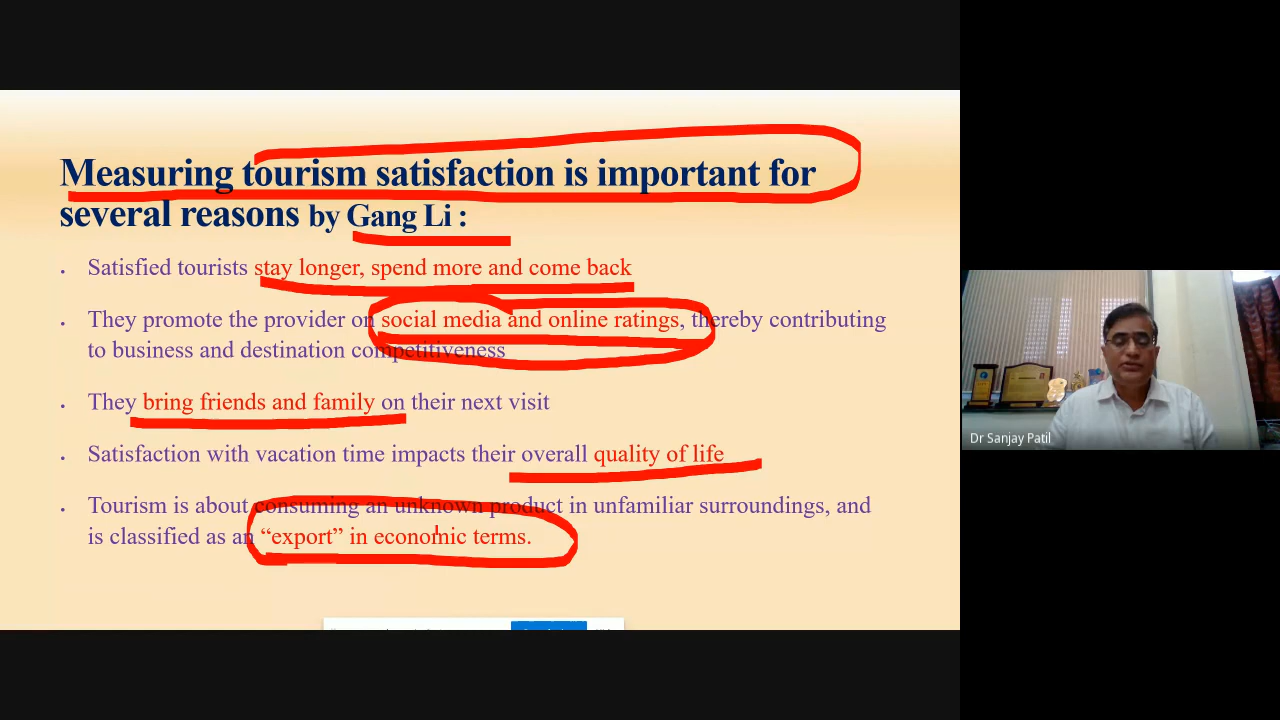 Measuring tourism satisfaction is important for
several reasons by Gang Li :
• Satisfied tourists stay longer, spend more and come back
• They promote the provider on social media and online ratings, thereby contributing
to business and destination competitiveness
• They bring friends and family on their next visit
• Satisfaction with vacation time impacts their overall quality of life
• Tourism is about consuming an unknown product in unfamiliar surroundings, and
is classified as an “export” in economic terms.
Dr Sanjay Patil